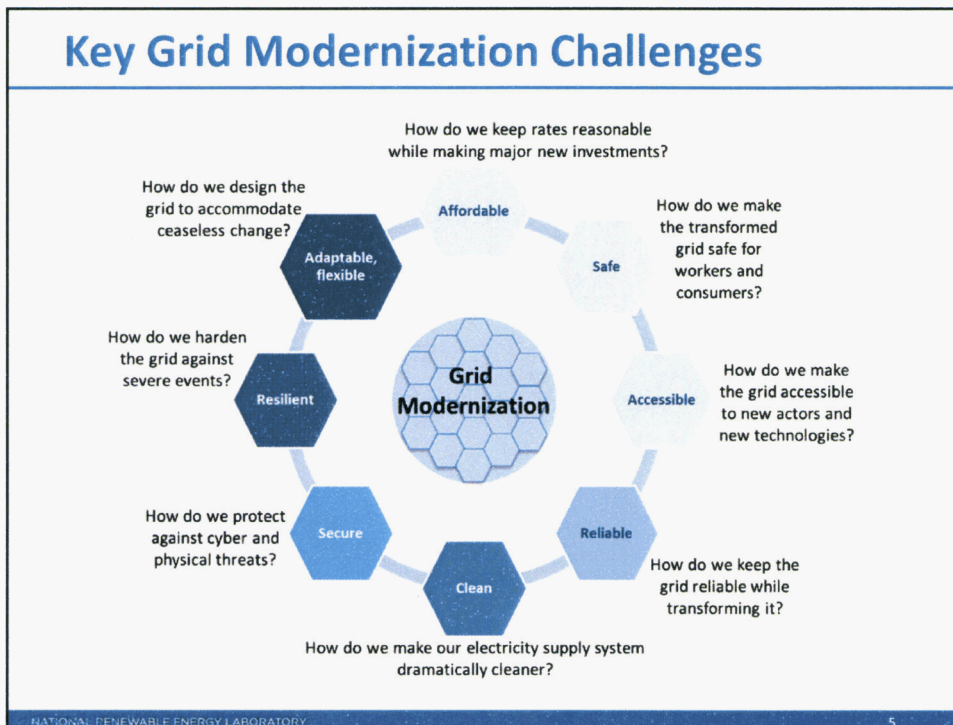 Key Grid Modernization Challenges
How do we keep rates reasonable
while making major new investments?
Affordable
How do we make
the transformed
grid safe for
workers and
consumers?
Safe
How do we make
the grid accessible
to new actors and
new technologies?
Accessible
Reliable
How do we keep the
grid reliable while
transforming it?
Clean
How do we make our electricity supply system
dramatically cleaner?
Secure
How do we protect
against cyber and
physical threats?
Resilient
How do we harden
the grid against
severe events?
Adaptable,
flexible
How do we design the
grid to accommodate
ceaseless change?
Grid
Modernization
NATIONAL RENEWABLE ENERGY LABORATORY
5